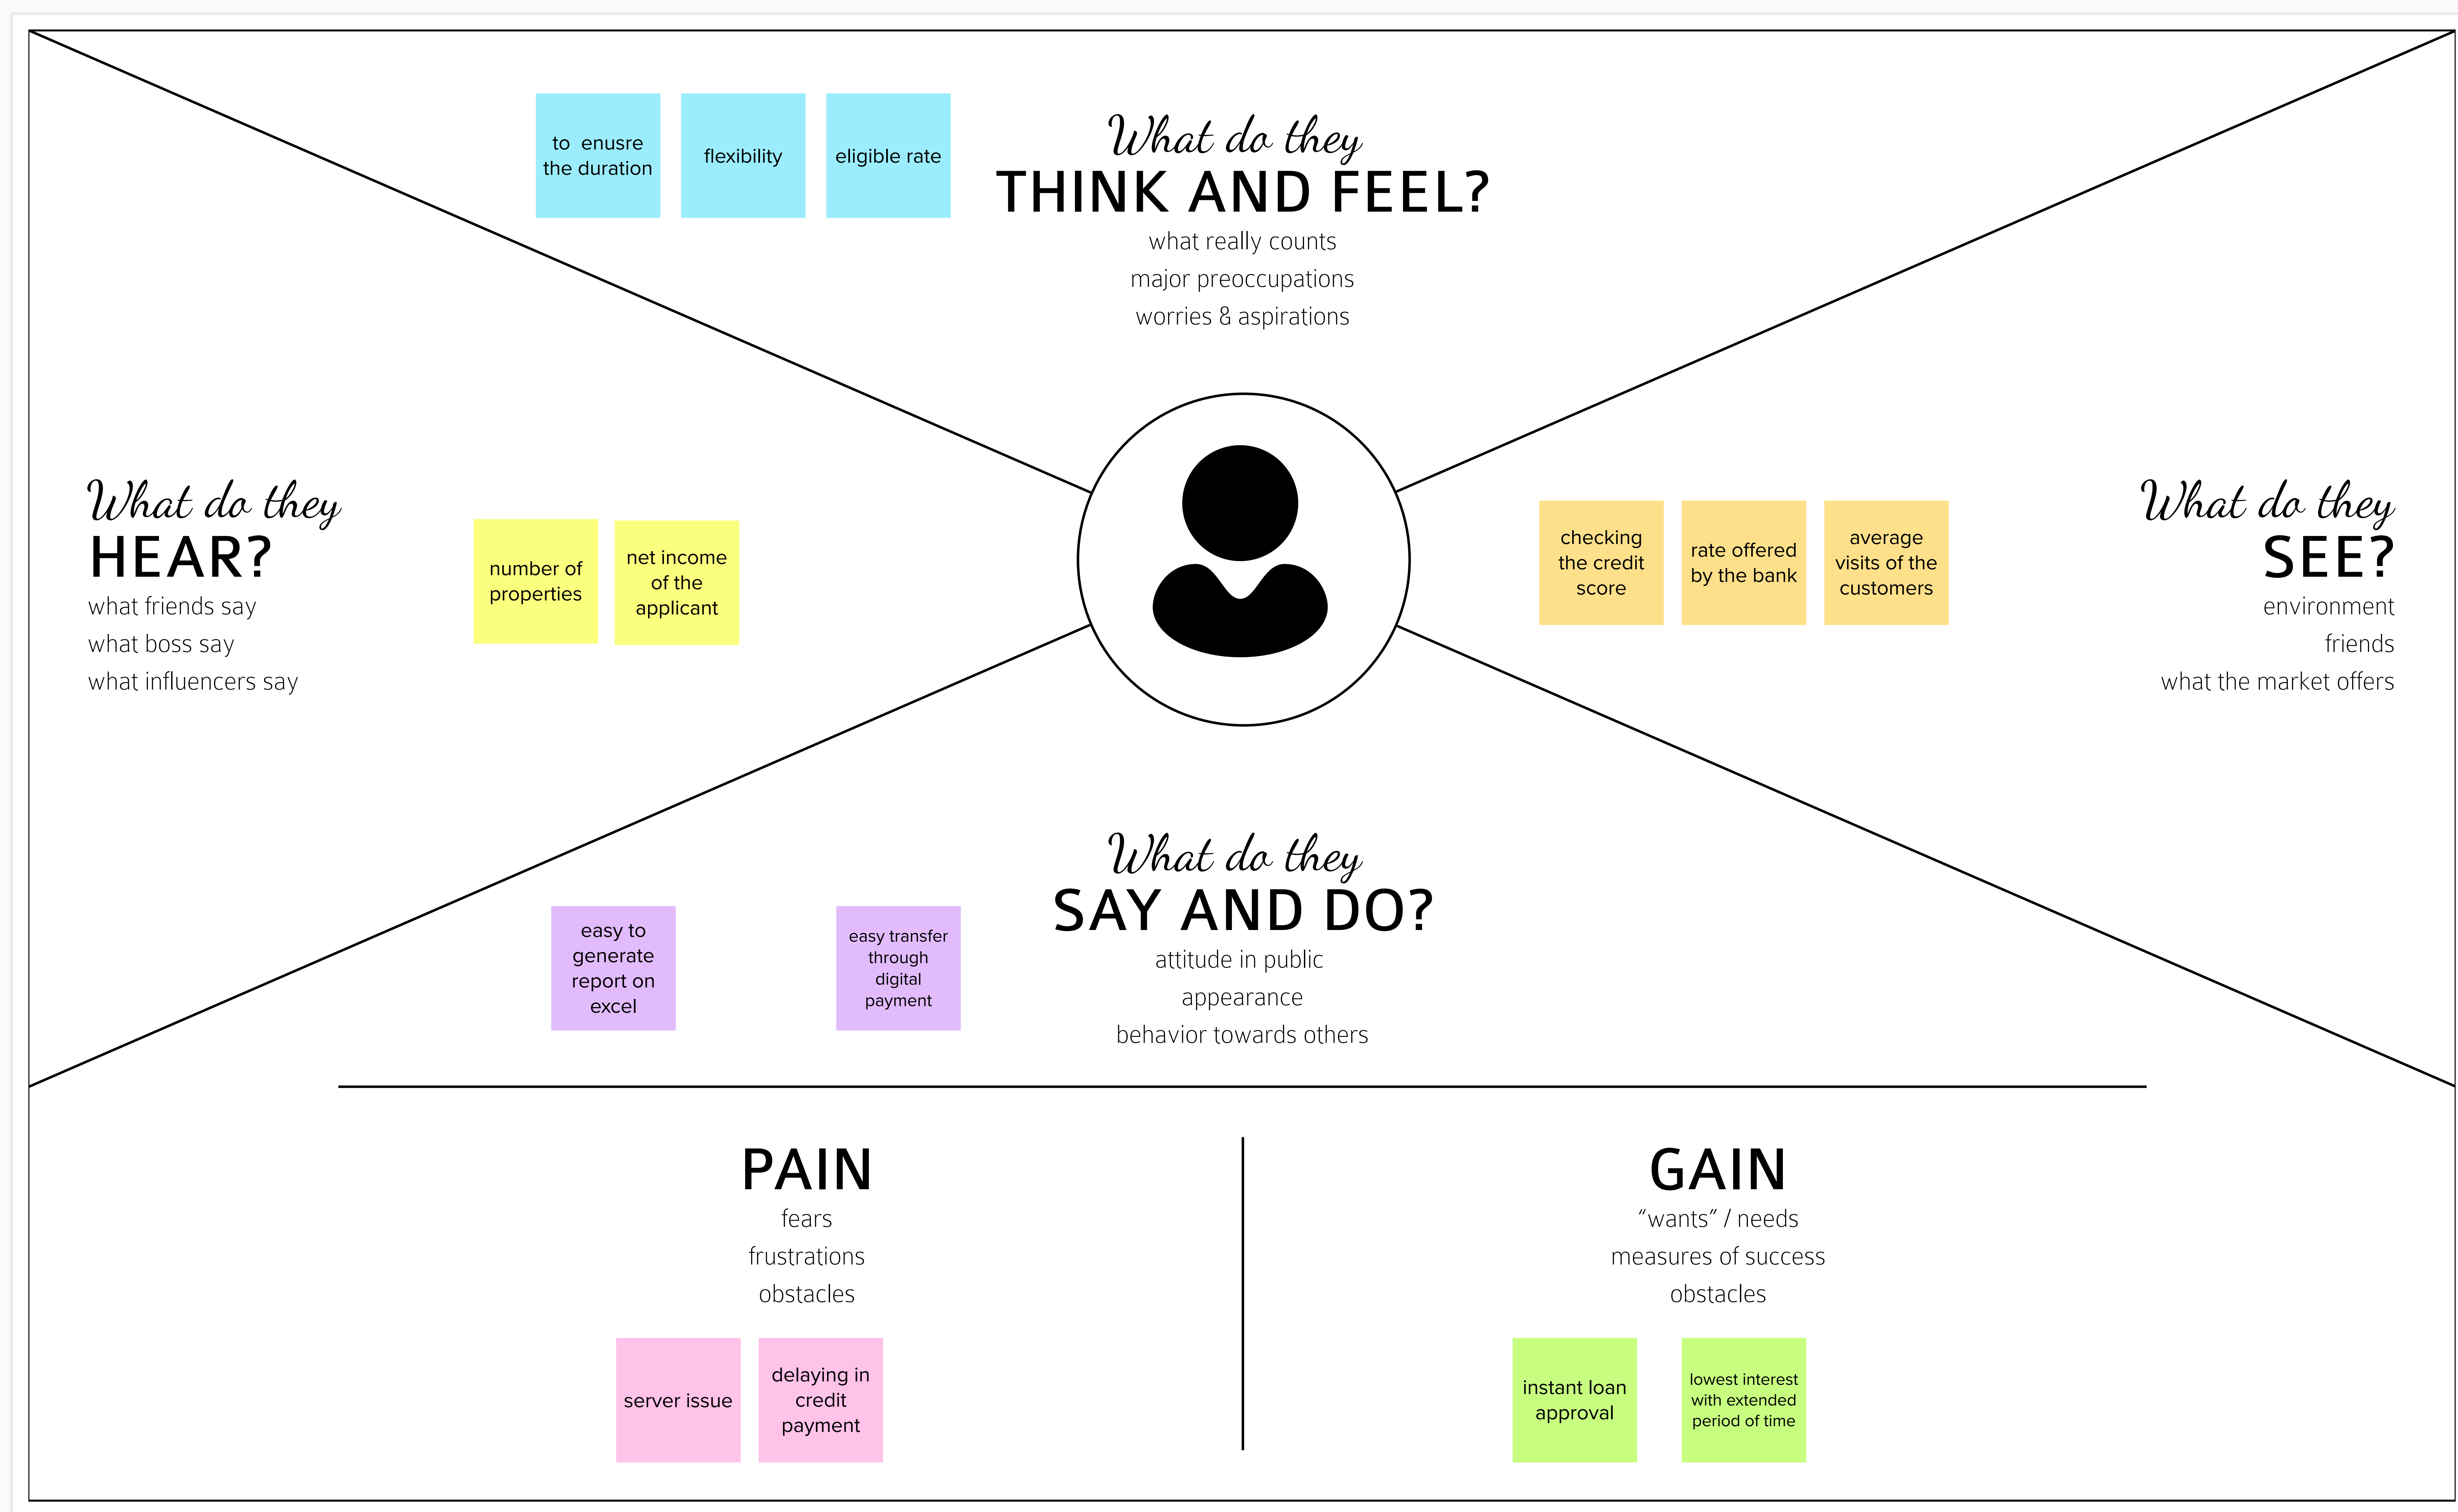 to enusre
the duration
flexibility
eligible rate
What do they
THINK AND FEEL?
what really counts
major preoccupations
worries & aspirations
What do they
HEAR?
what friends say
what boss say
what influencers say
number of
properties
net income
of the
applicant
checking
the credit
score
rate offered
by the bank
average
visits of the
customers
What do they
SEE?
environment
friends
what the market offers
What do they
SAY AND DO?
attitude in public
appearance
behavior towards others
easy to
generate
report on
excel
easy transfer
through
digital
payment
PAIN
fears
frustrations
obstacles
server issue
delaying in
credit
payment
GAIN
“wants” / needs
measures of success
obstacles
instant loan
approval
lowest interest
with extended
period of time